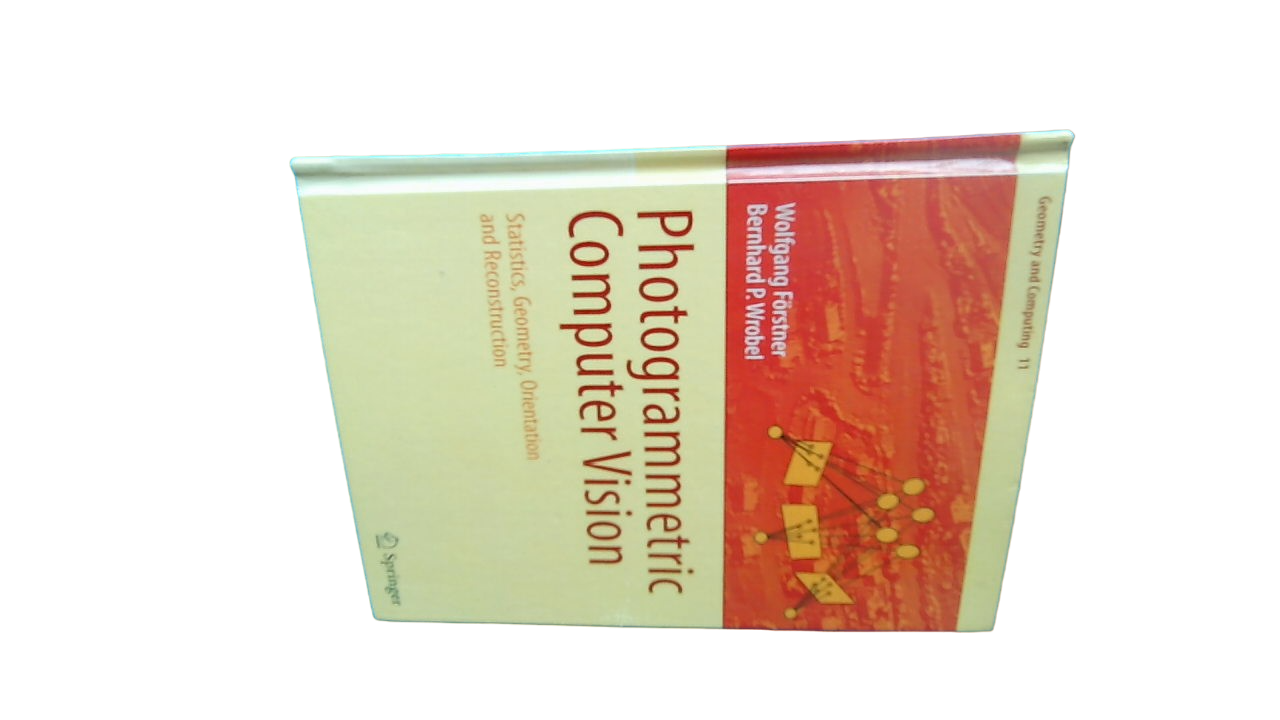 Geometry and Computing 11
Wolfgang Förstner
Bernhard P. Wrobel
Photogrammetric
Computer Vision
Statistics, Geometry, Orientation
and Reconstruction
Springer